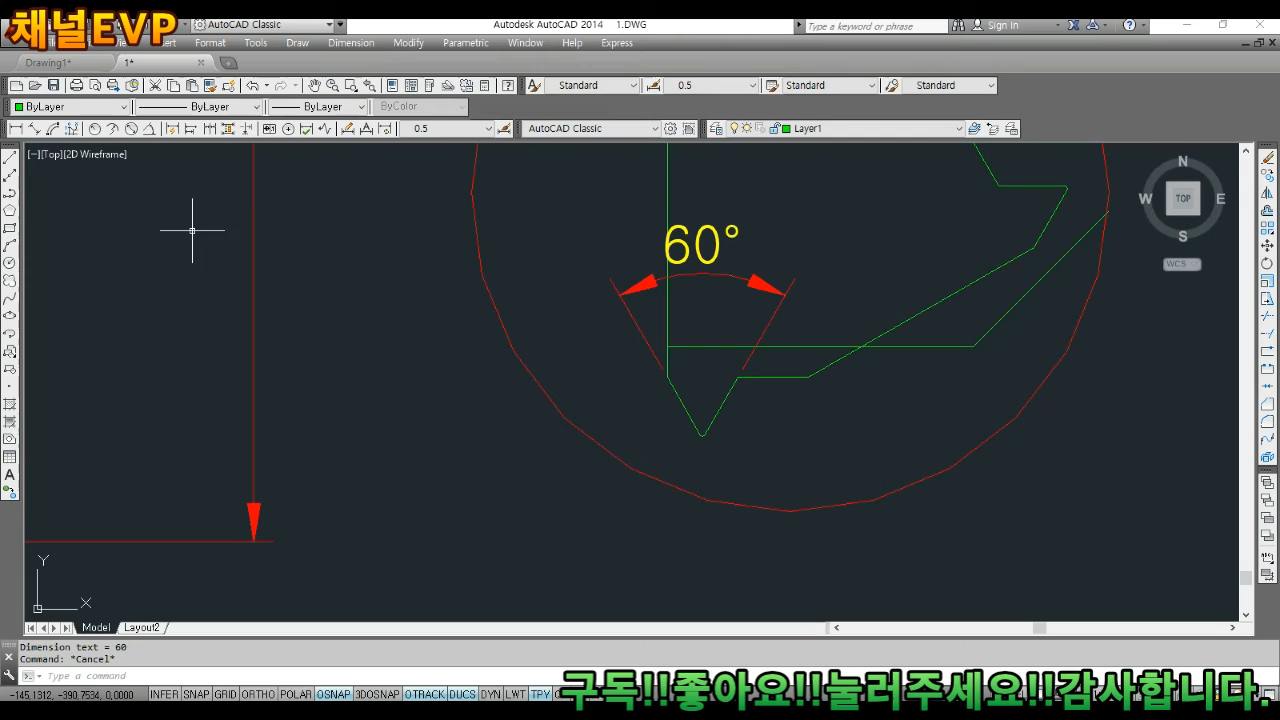 채널EVP
AutoCAD Classic
Autodesk AutoCAD 2014 1.DWG
Type a keyword or phrase
Sign In
Format Tools Draw Dimension Modify Parametric Window Help Express
Drawing1* 1*
Standard 0.5 Standard Standard
ByLayer ByLayer ByLayer ByColor
0.5 AutoCAD Classic Layer1
[−][Top][2D Wireframe]
N
W TOP E
S
WCS
60°
Y
X
Model Layout2
Dimension text = 60
Command: *Cancel*
Type a command
-145.1312, -390.7534, 0.0000 INFER SNAP GRID ORTHO POLAR OSNAP 3DOSNAP OTRACK DUCS DYN LWT TPY
구독!!좋아요!!눌러주세요!!감사합니다.